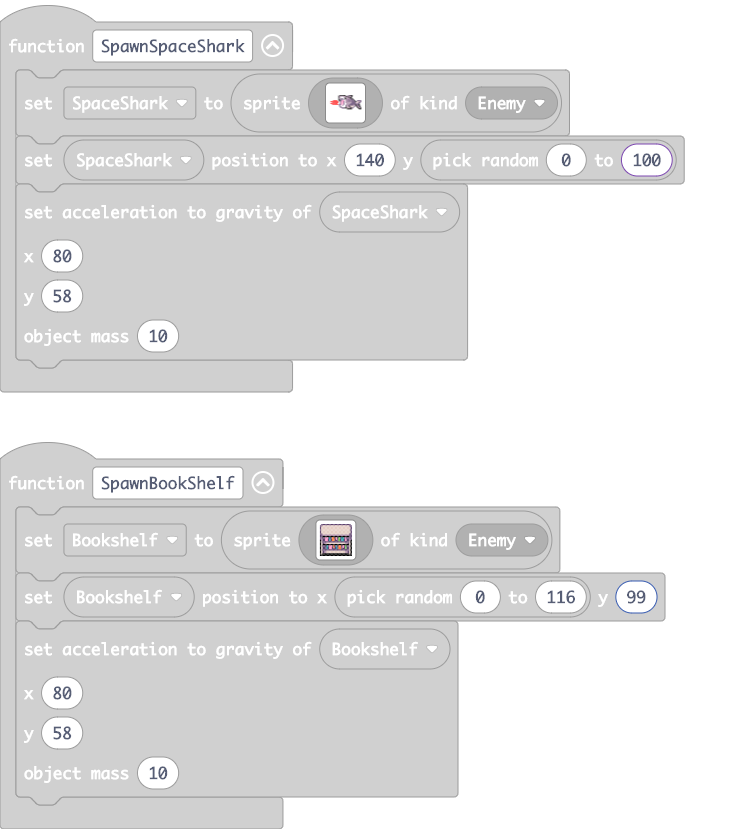 function SpawnSpaceShark
set SpaceShark to sprite of kind Enemy
set SpaceShark position to x 140 y pick random 0 to 100
set acceleration to gravity of SpaceShark
x 80
y 58
object mass 10
function SpawnBookShelf
set Bookshelf to sprite of kind Enemy
set Bookshelf position to x pick random 0 to 116 y 99
set acceleration to gravity of Bookshelf
x 80
y 58
object mass 10